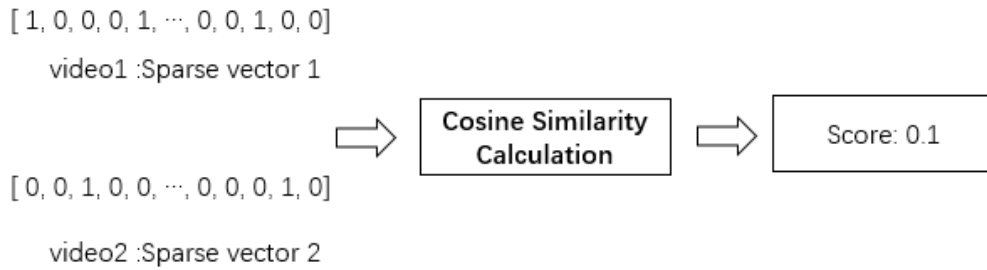 [ 1, 0, 0, 0, 1, ···, 0, 0, 1, 0, 0]
video1 :Sparse vector 1
Cosine Similarity
Calculation
Score: 0.1
[ 0, 0, 1, 0, 0, ···, 0, 0, 0, 1, 0]
video2 :Sparse vector 2